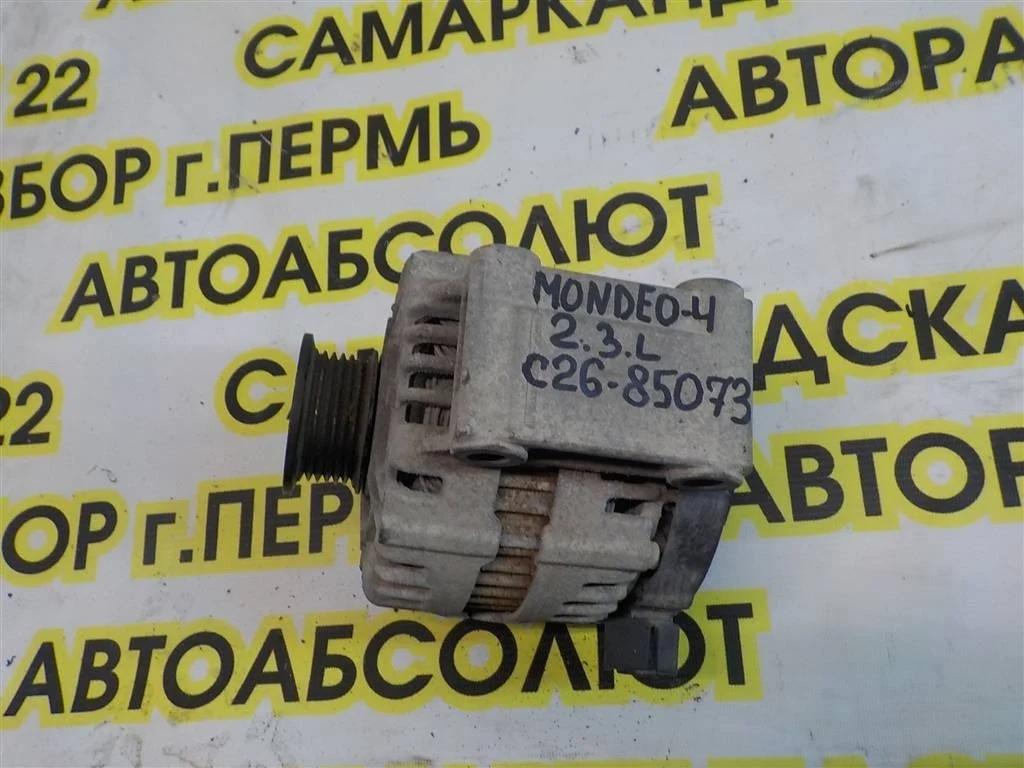 САМАРКАНД
22
АВТОРА
ЗБОР г.ПЕРМЬ
АВТОАБСОЛЮТ
MONDEO-4
2.3.L
C26-85073
22
СА
ДСКА
АВТОР
ОР г.ПЕР
АВТОАБСОЛЮТ